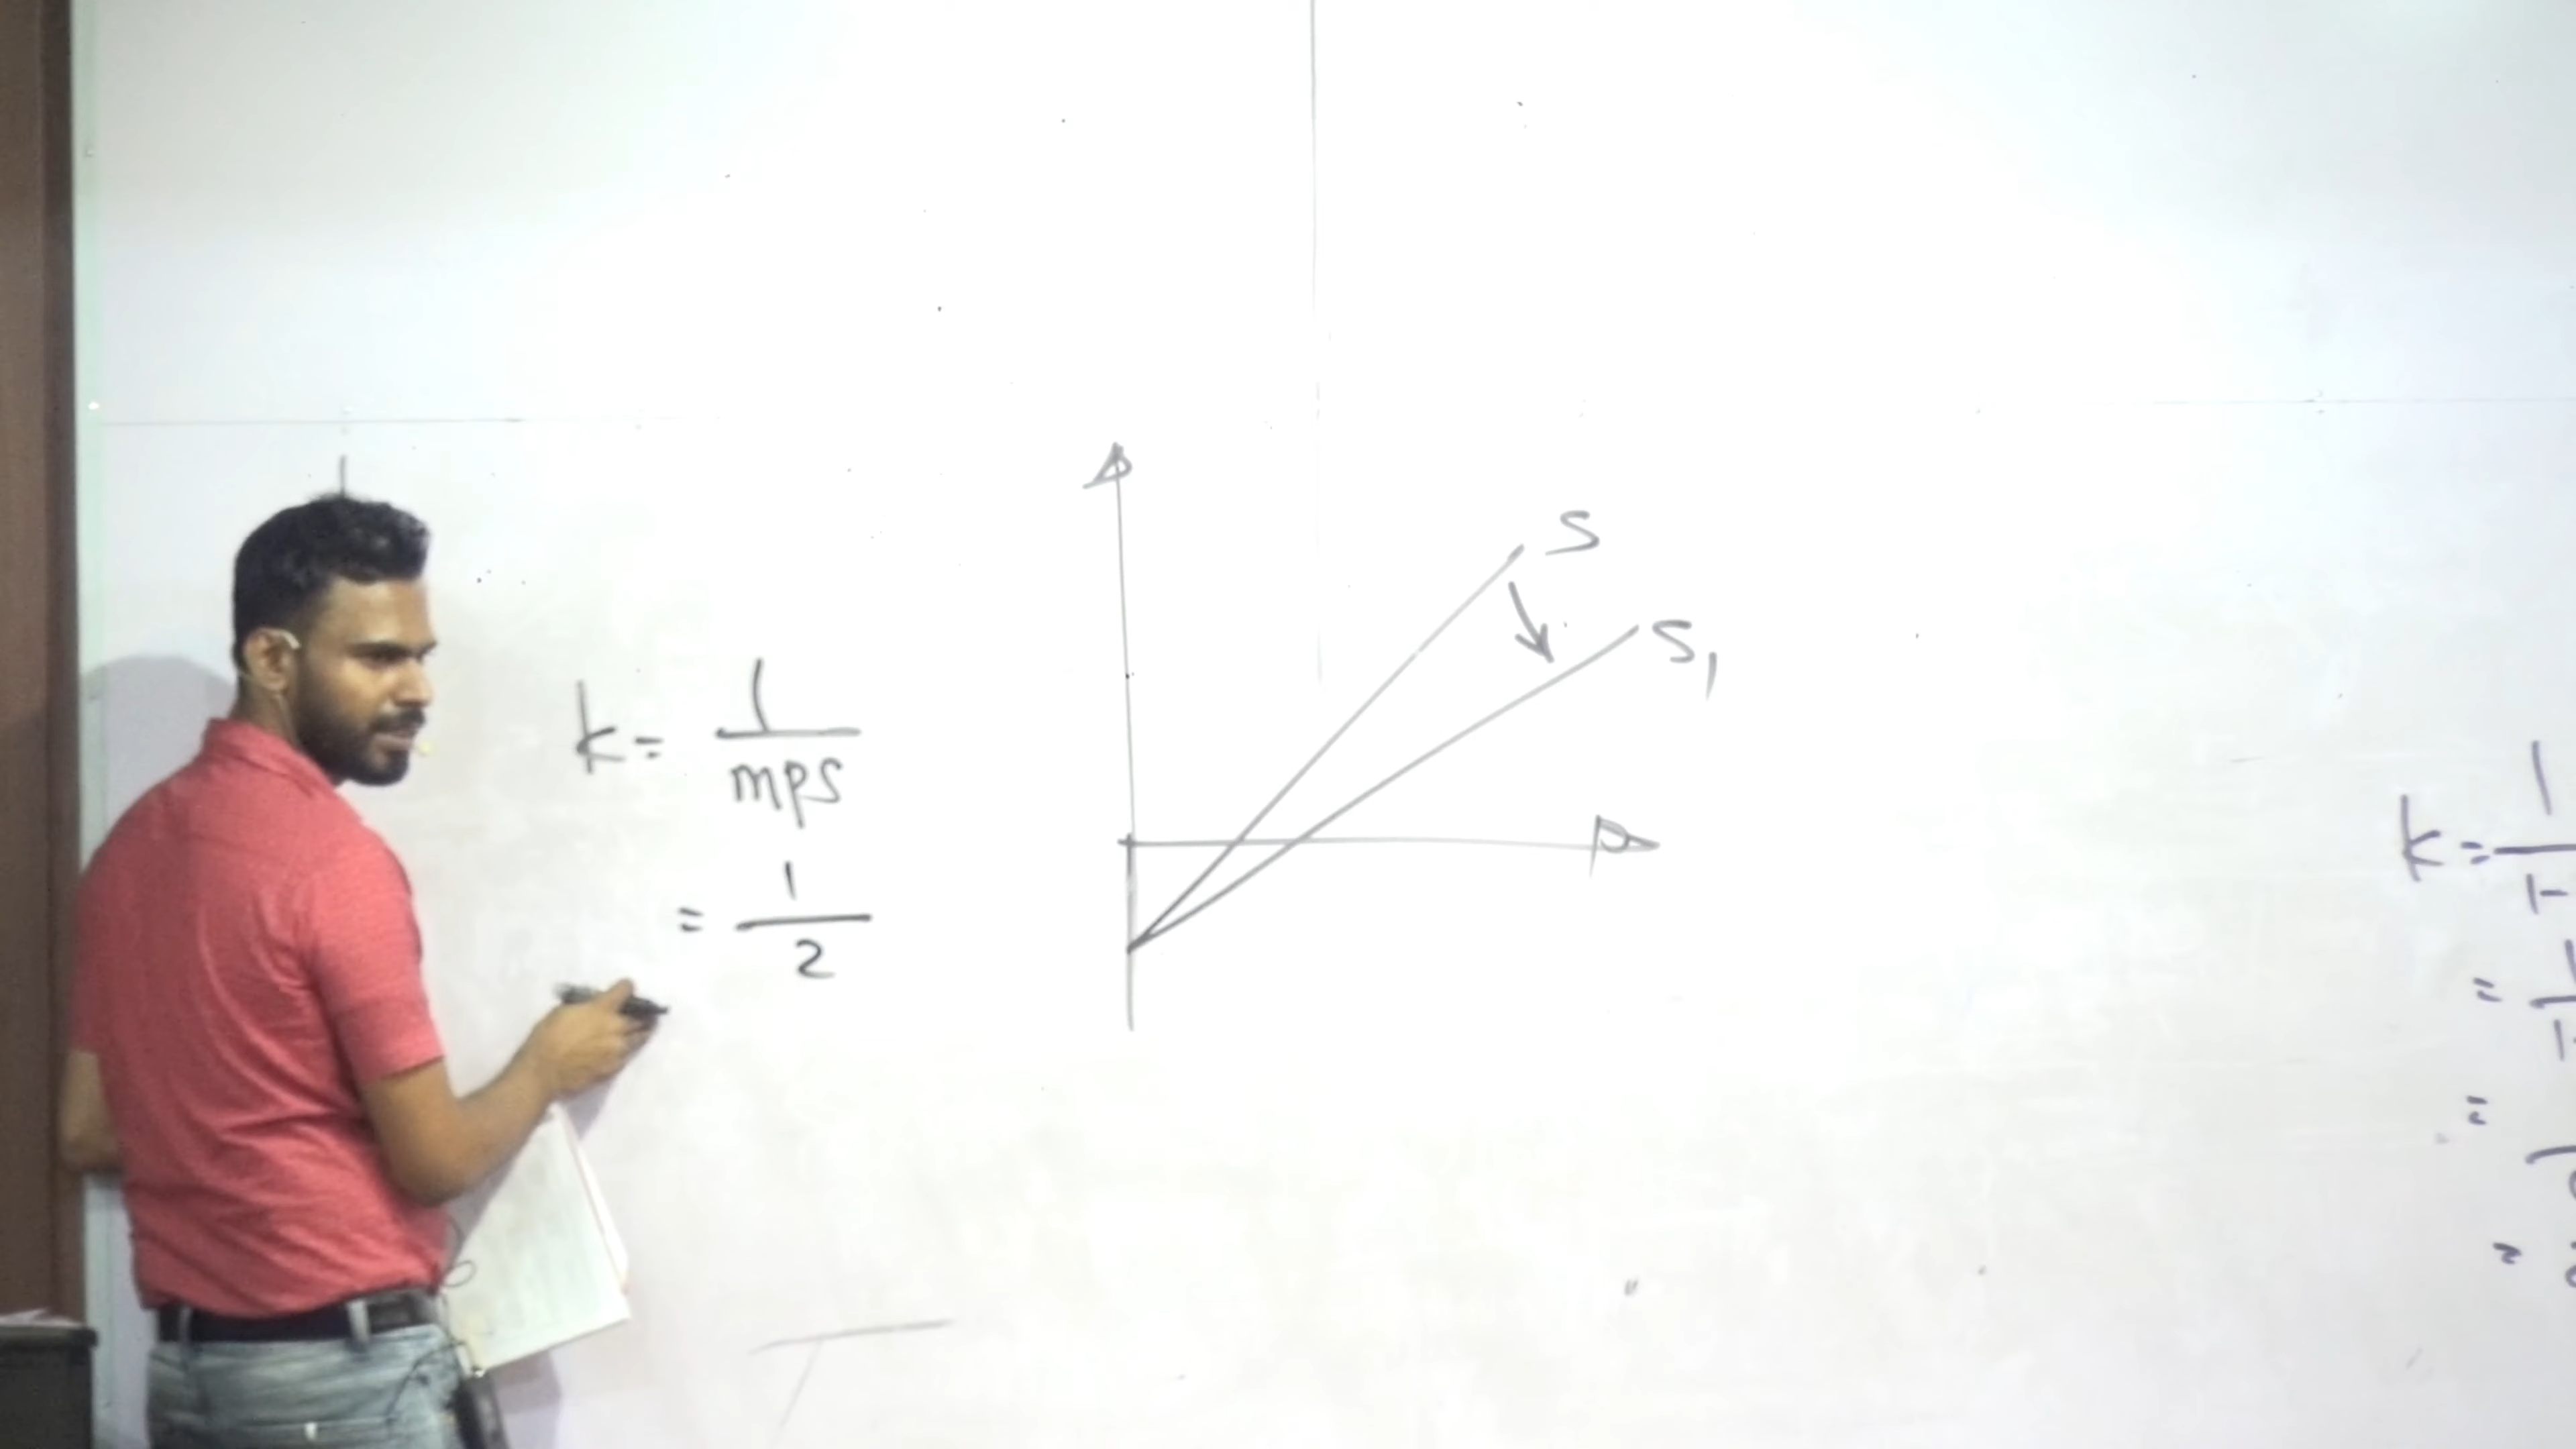 k = 1/mps
= 1/2
S
S₁
k = 1/1-
=
=
=